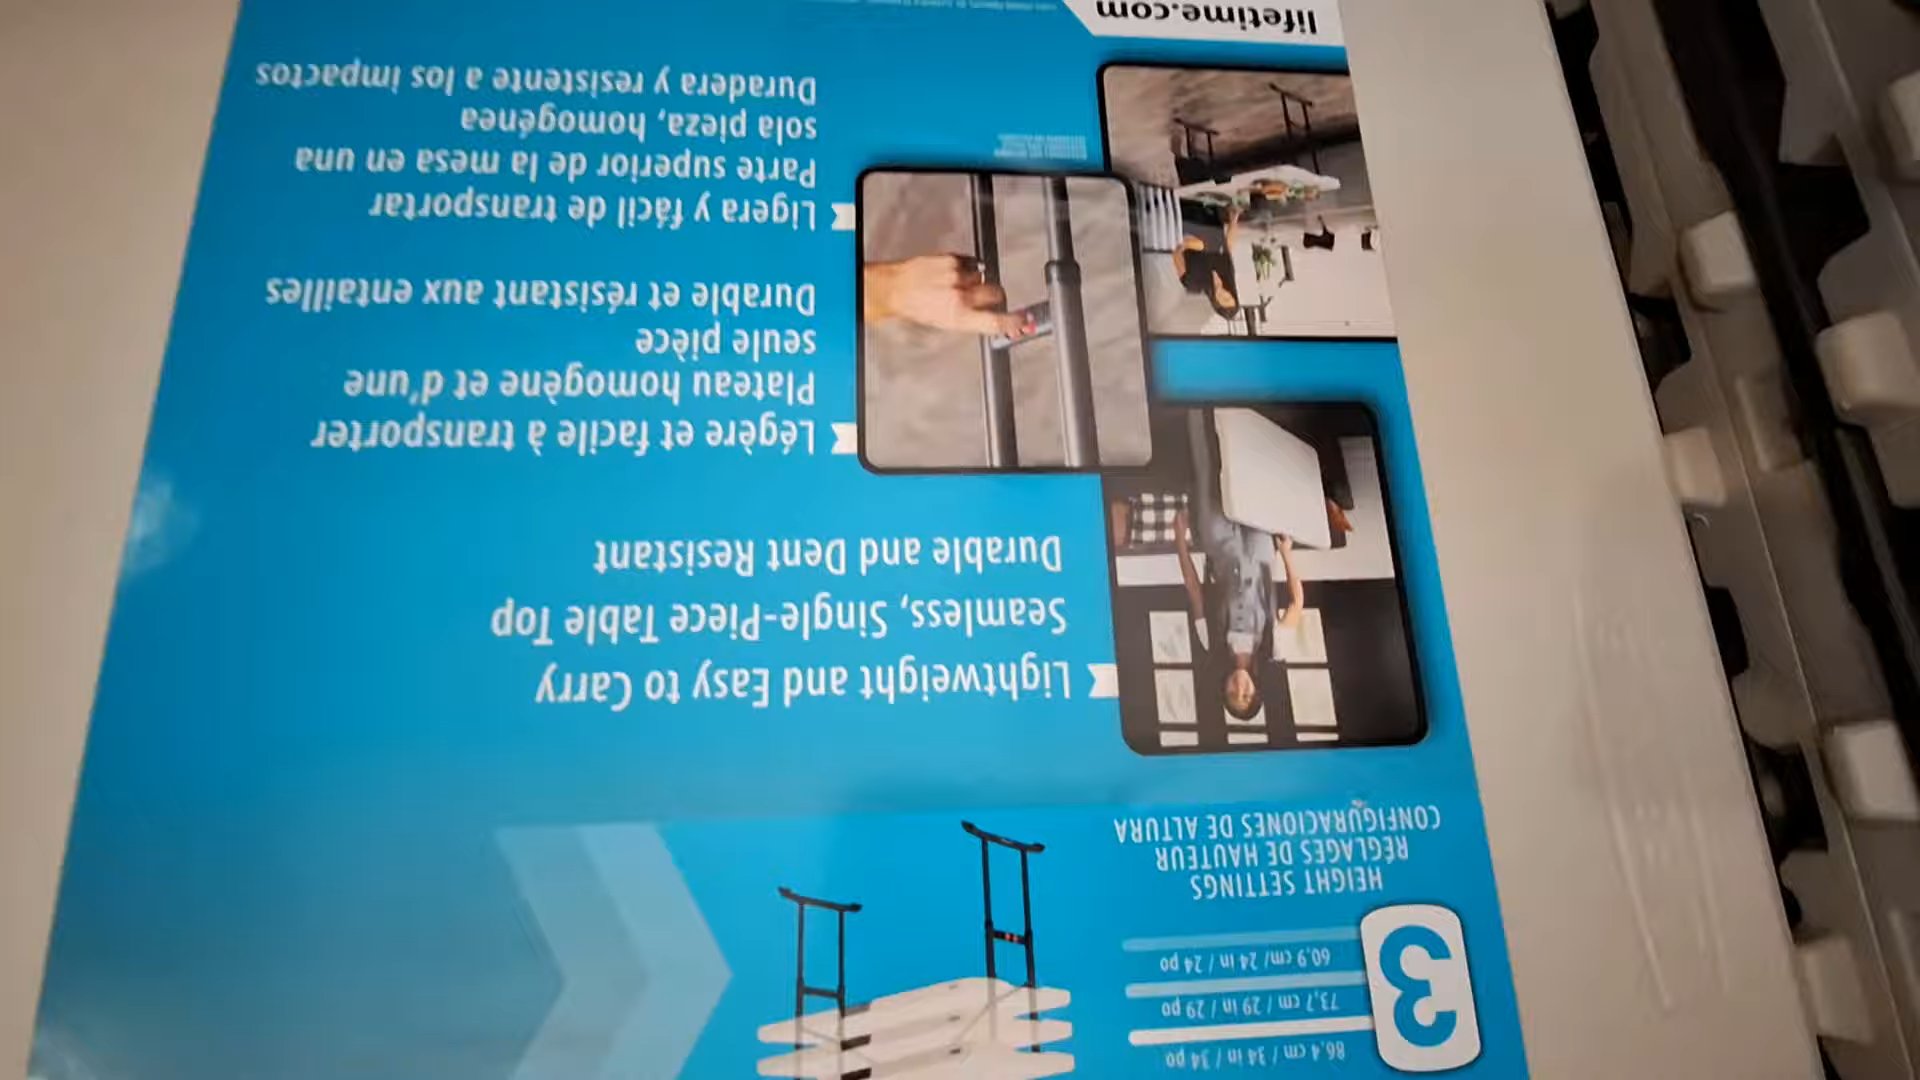 3
86,4 cm / 34 in / 34 po
73,7 cm / 29 in / 29 po
60,9 cm/ 24 in / 24 po
HEIGHT SETTINGS
RÉGLAGES DE HAUTEUR
CONFIGURACIONES DE ALTURA
Lightweight and Easy to Carry
Seamless, Single-Piece Table Top
Durable and Dent Resistant
Légère et facile à transporter
Plateau homogène et d'une
seule pièce
Durable et résistant aux entailles
Ligera y fácil de transportar
Parte superior de la mesa en una
sola pieza, homogénea
Duradera y resistente a los impactos
lifetime.com